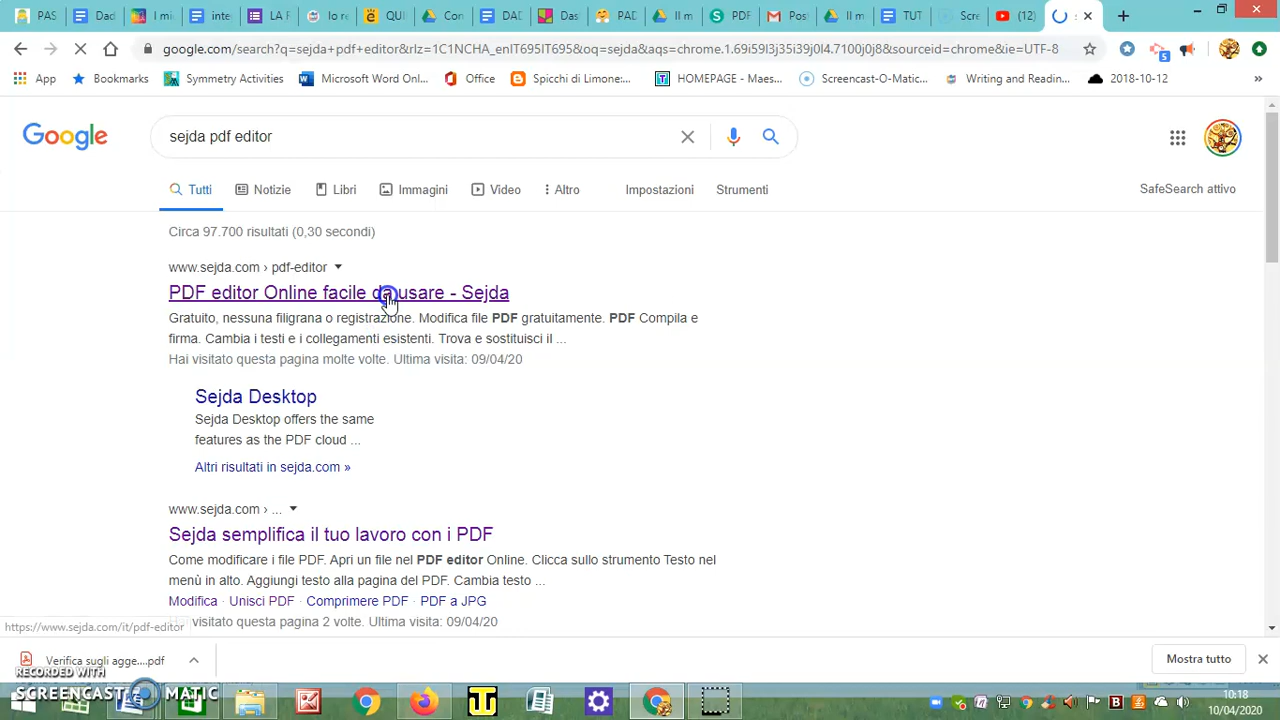 PAS
Dad
I mi
inte
LA F
Io re
QUI
Con
DAD
Das
PAD
Il m
PDF
Pos
Il m
TUT
Scre
(12)
s
google.com/search?q=sejda+pdf+editor&rlz=1C1NCHA_enIT695IT695&oq=sejda&aqs=chrome.1.69i59l3j35i39j0l4.7100j0j8&sourceid=chrome&ie=UTF-8
App Bookmarks Symmetry Activities Microsoft Word Onl... Office Spicchi di Limone:... HOMEPAGE - Maes... Screencast-O-Matic... Writing and Readin... 2018-10-12 »
Google
sejda pdf editor
Tutti Notizie Libri Immagini Video Altro Impostazioni Strumenti
SafeSearch attivo
Circa 97.700 risultati (0,30 secondi)
www.sejda.com › pdf-editor
PDF editor Online facile da usare - Sejda
Gratuito, nessuna filigrana o registrazione. Modifica file PDF gratuitamente. PDF Compila e
firma. Cambia i testi e i collegamenti esistenti. Trova e sostituisci il ...
Hai visitato questa pagina molte volte. Ultima visita: 09/04/20
Sejda Desktop
Sejda Desktop offers the same
features as the PDF cloud ...
Altri risultati in sejda.com »
www.sejda.com › ...
Sejda semplifica il tuo lavoro con i PDF
Come modificare i file PDF. Apri un file nel PDF editor Online. Clicca sullo strumento Testo nel
menù in alto. Aggiungi testo alla pagina del PDF. Cambia testo ...
Modifica · Unisci PDF · Comprimere PDF · PDF a JPG
visitato questa pagina 2 volte. Ultima visita: 09/04/20
https://www.sejda.com/it/pdf-editor
Verifica sugli agge....pdf
Mostra tutto
RECORDED WITH
SCREENCAST MATIC
10:18
10/04/2020